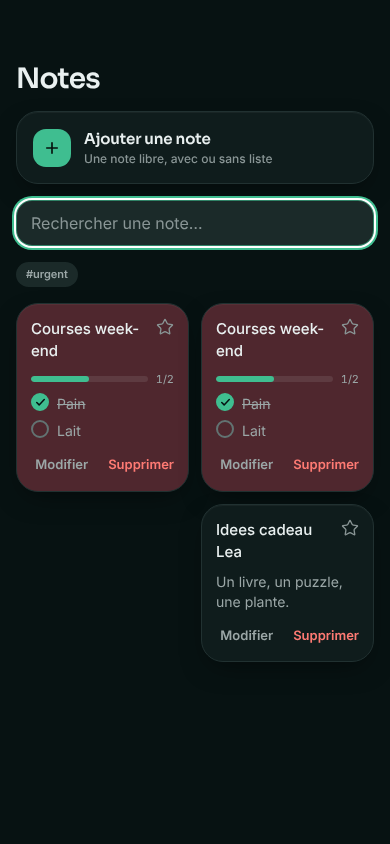 Notes
Ajouter une note
Une note libre, avec ou sans liste
Rechercher une note...
#urgent
Courses week-
end
1/2
Pain
Lait
Modifier Supprimer
Courses week-
end
1/2
Pain
Lait
Modifier Supprimer
Idees cadeau
Lea
Un livre, un puzzle,
une plante.
Modifier Supprimer